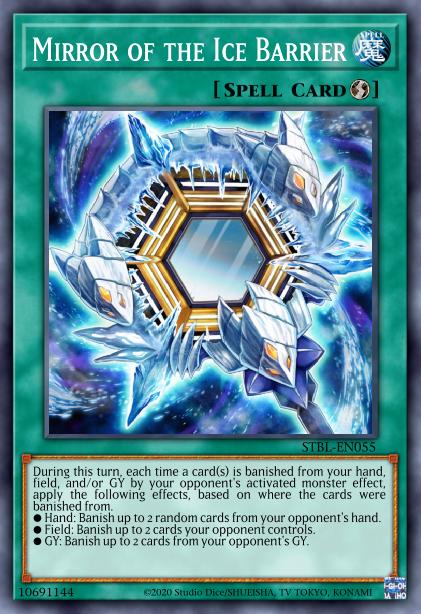 MIRROR OF THE ICE BARRIER
SPELL
魔
[SPELL CARD]
STBL-EN055
During this turn, each time a card(s) is banished from your hand,
field, and/or GY by your opponent's activated monster effect,
apply the following effects, based on where the cards were
banished from.
● Hand: Banish up to 2 random cards from your opponent's hand.
● Field: Banish up to 2 cards your opponent controls.
● GY: Banish up to 2 cards from your opponent's GY.
10691144
©2020 Studio Dice/SHUEISHA, TV TOKYO, KONAMI